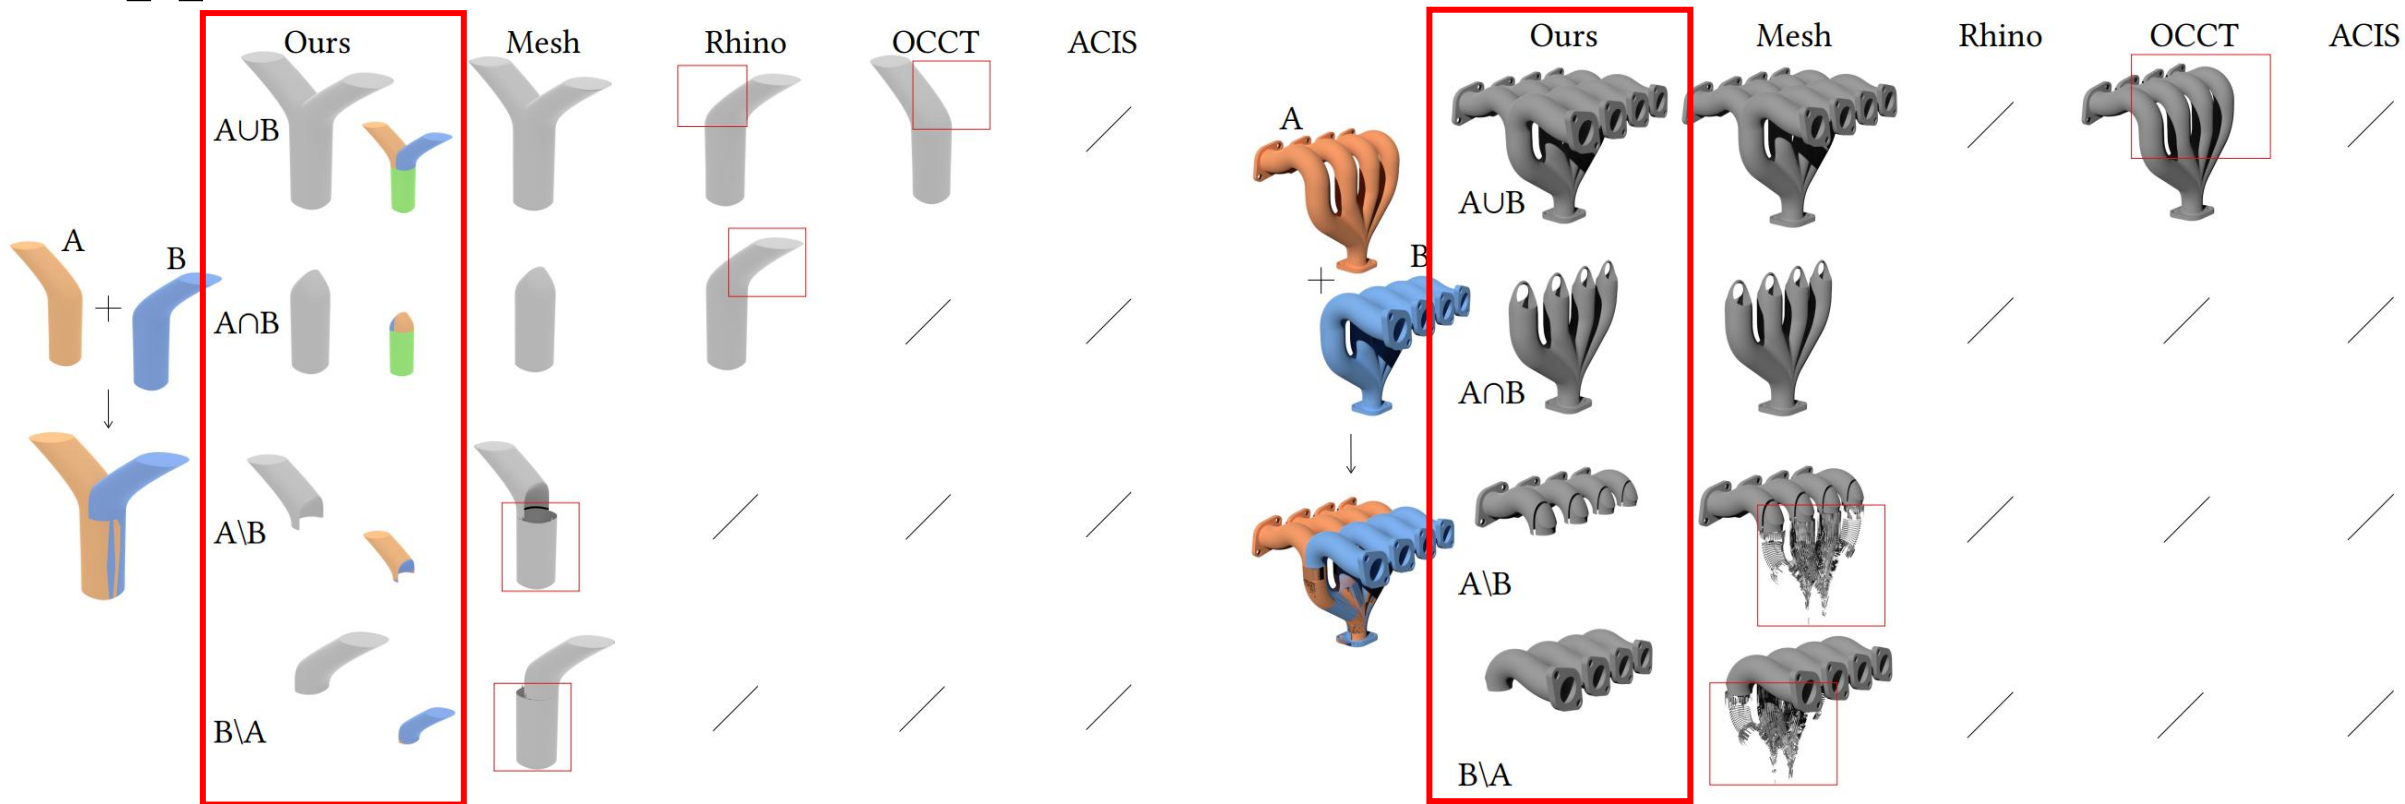 Ours Mesh Rhino OCCT ACIS
A∪B
A
B
+
A∩B
A\B
B\A
Ours Mesh Rhino OCCT ACIS
A
A∪B
B
+
A∩B
A\B
B\A